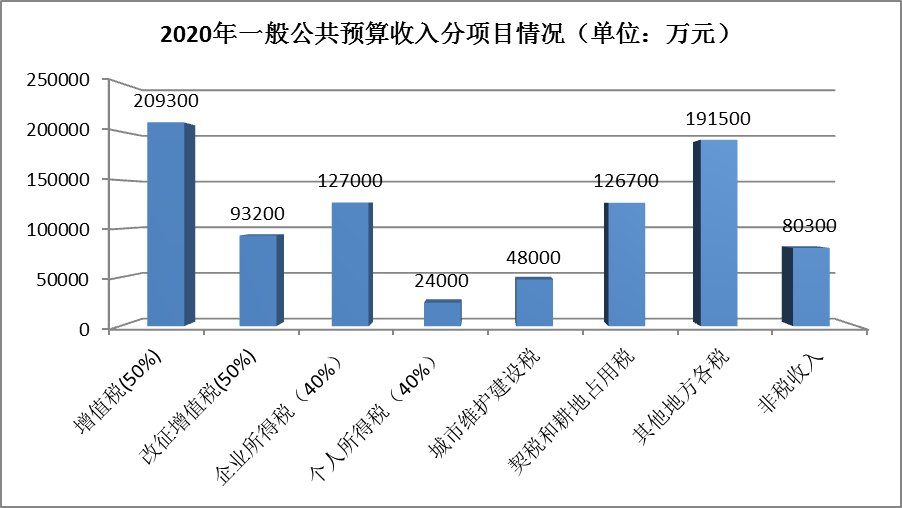 2020年一般公共预算收入分项目情况（单位：万元）
250000
200000
150000
100000
50000
0
209300
93200
127000
24000
48000
126700
191500
80300
增值税(50%)
改征增值税(50%)
企业所得税（40%）
个人所得税（40%）
城市维护建设税
契税和耕地占用税
其他地方各税
非税收入